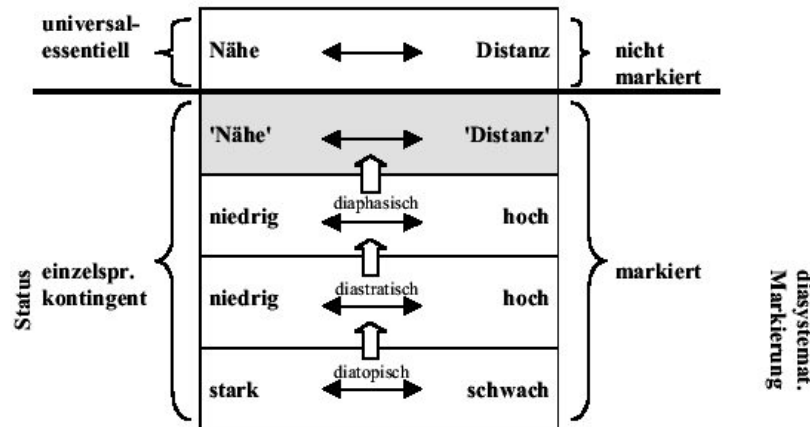 universal-
essentiell
Nähe
Distanz
nicht
markiert
'Nähe'
'Distanz'
diaphasisch
niedrig
hoch
Status
einzelspr.
kontingent
diastratisch
niedrig
hoch
markiert
diasystemat.
Markierung
diatopisch
stark
schwach